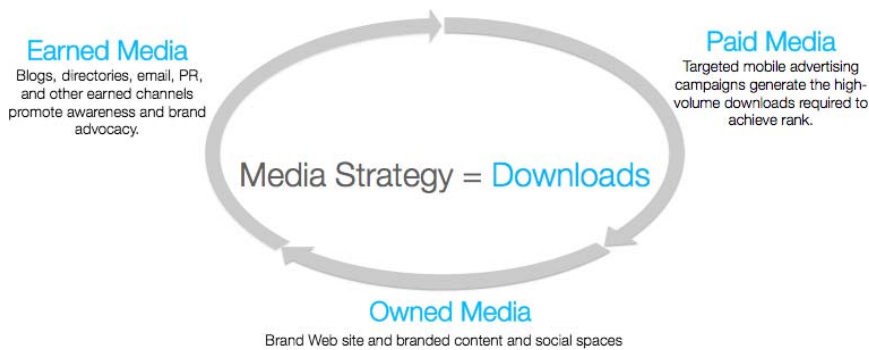 Earned Media
Blogs, directories, email, PR,
and other earned channels
promote awareness and brand
advocacy.
Paid Media
Targeted mobile advertising
campaigns generate the high-
volume downloads required to
achieve rank.
Media Strategy = Downloads
Owned Media
Brand Web site and branded content and social spaces